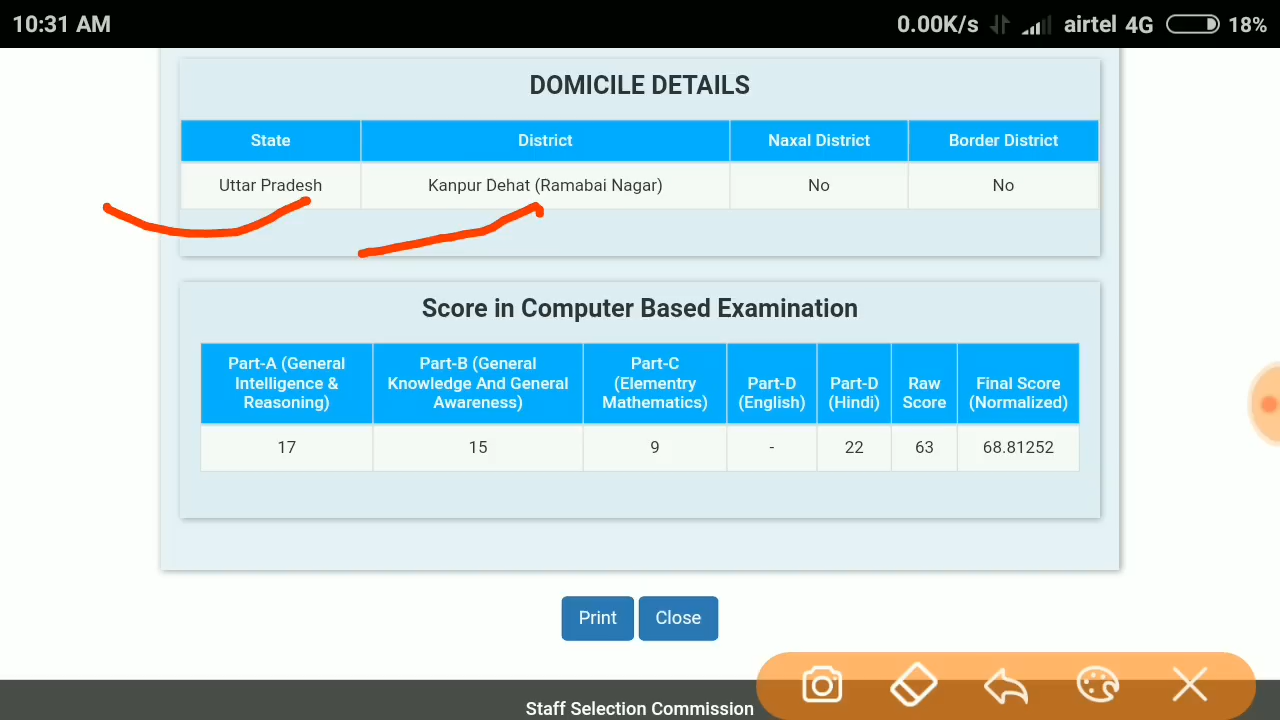 10:31 AM 0.00K/s airtel 4G 18%
DOMICILE DETAILS
State District Naxal District Border District
Uttar Pradesh Kanpur Dehat (Ramabai Nagar) No No
Score in Computer Based Examination
Part-A (General Intelligence & Reasoning) Part-B (General Knowledge And General Awareness) Part-C (Elementry Mathematics) Part-D (English) Part-D (Hindi) Raw Score Final Score (Normalized)
17 15 9 - 22 63 68.81252
Print Close
Staff Selection Commission